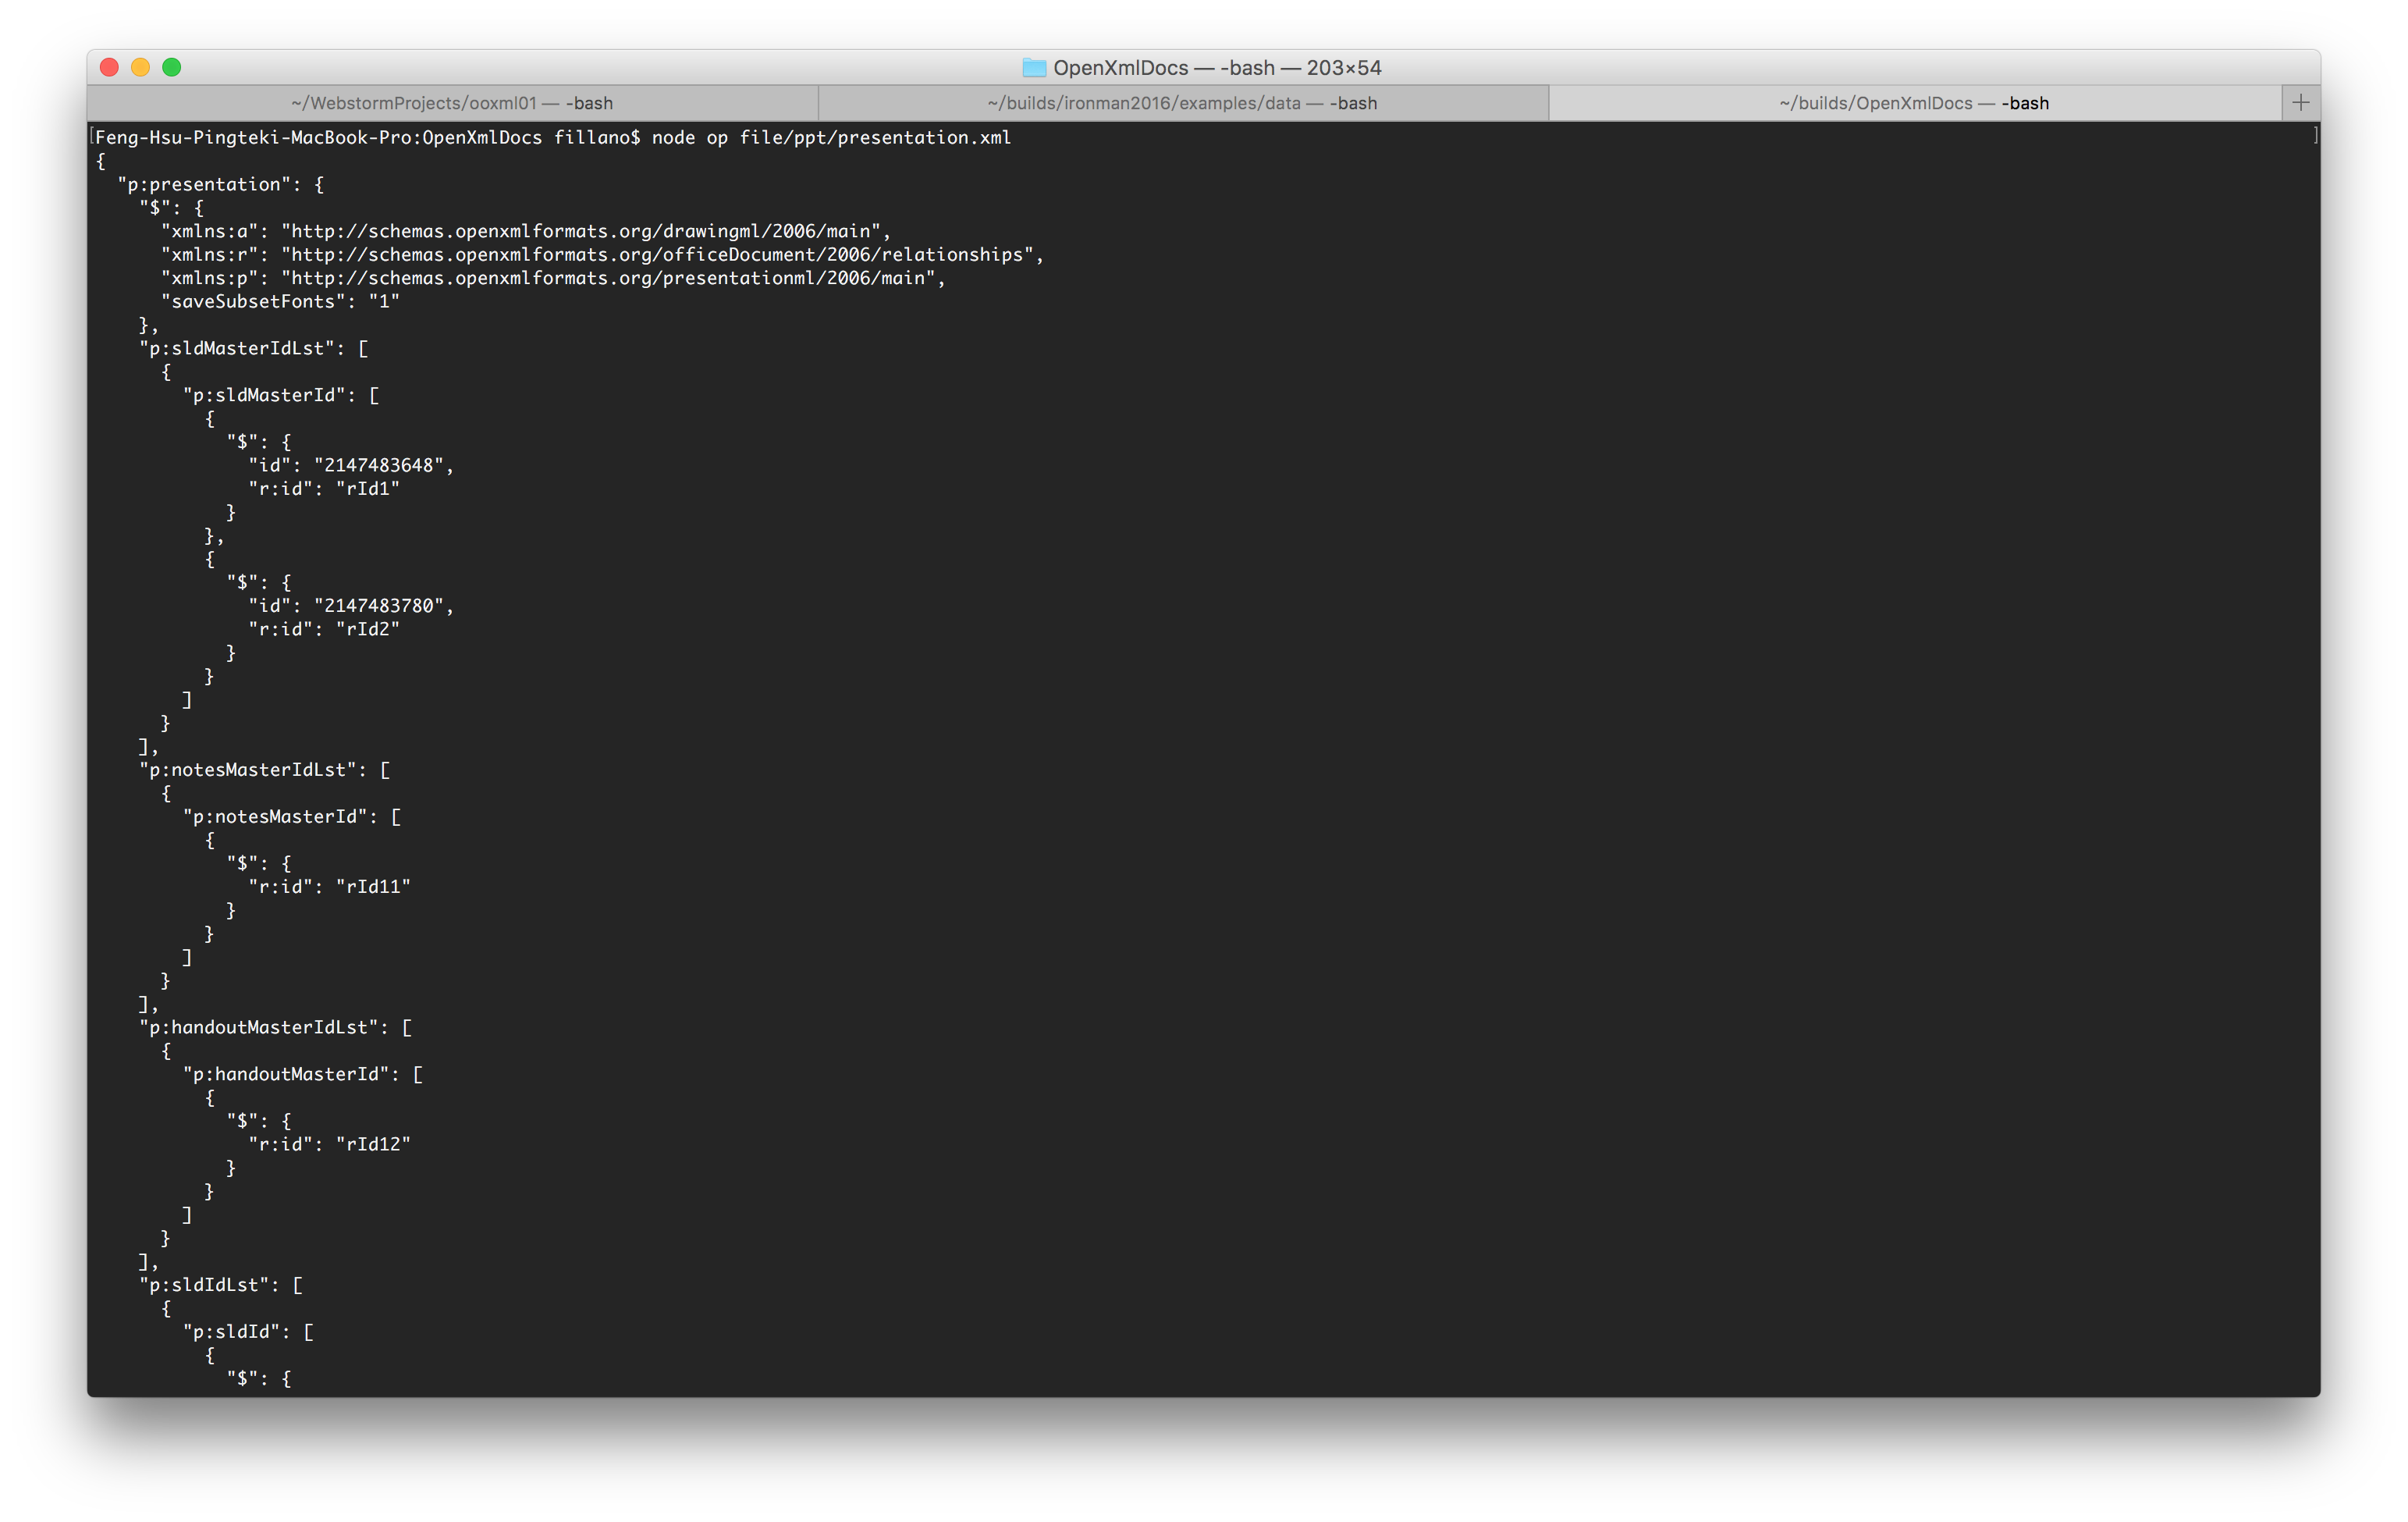 OpenXmlDocs — -bash — 203×54
~/WebstormProjects/ooxml01 — -bash
~/builds/ironman2016/examples/data — -bash
~/builds/OpenXmlDocs — -bash
+
[Feng-Hsu-Pingteki-MacBook-Pro:OpenXmlDocs fillano$ node op file/ppt/presentation.xml ]
{
  "p:presentation": {
    "$": {
      "xmlns:a": "http://schemas.openxmlformats.org/drawingml/2006/main",
      "xmlns:r": "http://schemas.openxmlformats.org/officeDocument/2006/relationships",
      "xmlns:p": "http://schemas.openxmlformats.org/presentationml/2006/main",
      "saveSubsetFonts": "1"
    },
    "p:sldMasterIdLst": [
      {
        "p:sldMasterId": [
          {
            "$": {
              "id": "2147483648",
              "r:id": "rId1"
            }
          },
          {
            "$": {
              "id": "2147483780",
              "r:id": "rId2"
            }
          }
        ]
      }
    ],
    "p:notesMasterIdLst": [
      {
        "p:notesMasterId": [
          {
            "$": {
              "r:id": "rId11"
            }
          }
        ]
      }
    ],
    "p:handoutMasterIdLst": [
      {
        "p:handoutMasterId": [
          {
            "$": {
              "r:id": "rId12"
            }
          }
        ]
      }
    ],
    "p:sldIdLst": [
      {
        "p:sldId": [
          {
            "$": {